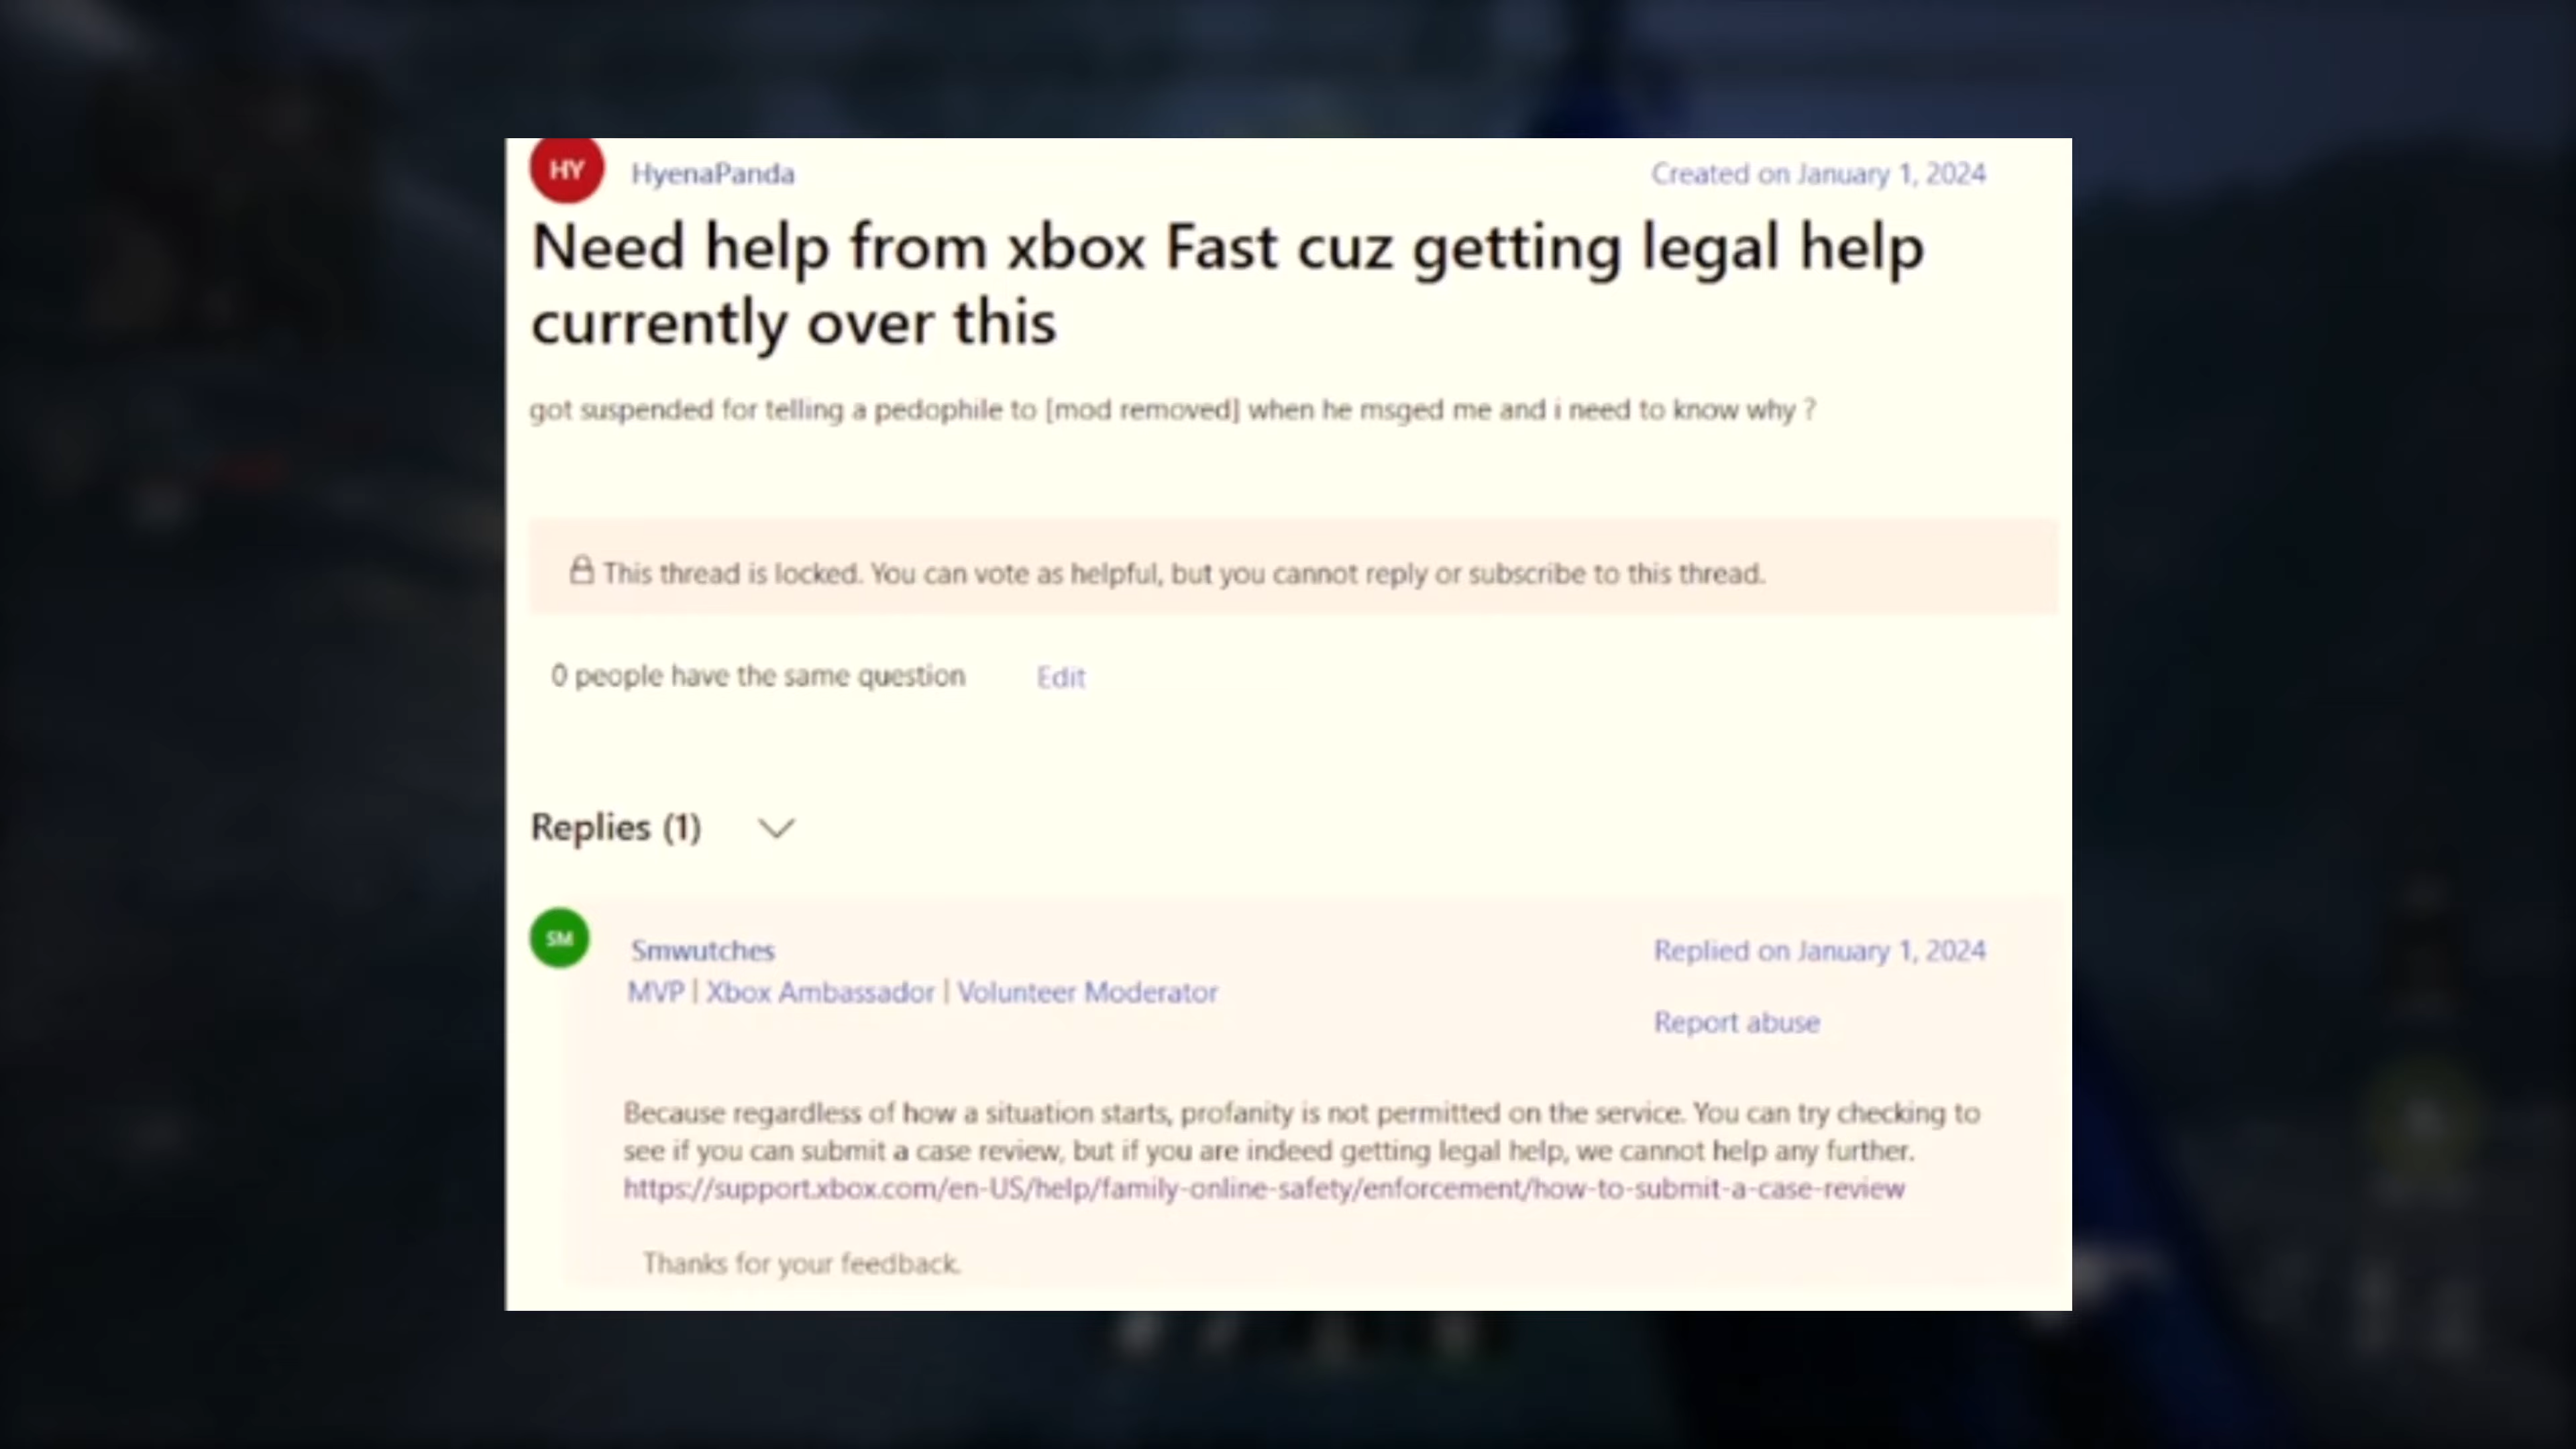 HY
HyenaPanda
Created on January 1, 2024
Need help from xbox Fast cuz getting legal help
currently over this
got suspended for telling a pedophile to [mod removed] when he msged me and i need to know why ?
This thread is locked. You can vote as helpful, but you cannot reply or subscribe to this thread.
0 people have the same question
Edit
Replies (1)
SM
Smwutches
Replied on January 1, 2024
MVP | Xbox Ambassador | Volunteer Moderator
Report abuse
Because regardless of how a situation starts, profanity is not permitted on the service. You can try checking to
see if you can submit a case review, but if you are indeed getting legal help, we cannot help any further.
https://support.xbox.com/en-US/help/family-online-safety/enforcement/how-to-submit-a-case-review
Thanks for your feedback.